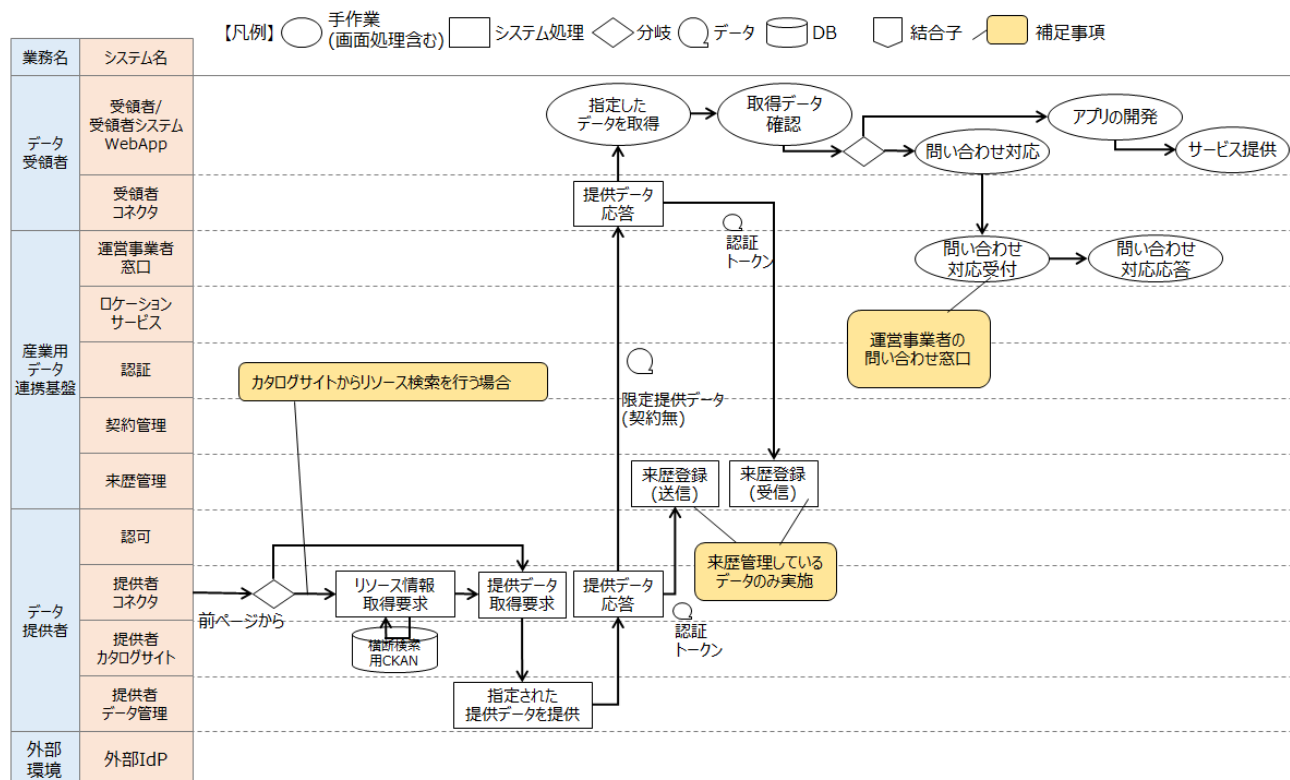 【凡例】
手作業
(画面処理含む)
システム処理
分岐
データ
DB
結合子
補足事項
業務名
システム名
データ
受領者
受領者/
受領者システム
WebApp
指定した
データを取得
取得データ
確認
アプリの開発
問い合わせ対応
サービス提供
受領者
コネクタ
提供データ
応答
認証
トークン
産業用
データ
連携基盤
運営事業者
窓口
問い合わせ
対応受付
問い合わせ
対応応答
ロケーション
サービス
運営事業者の
問い合わせ窓口
認証
カタログサイトからリソース検索を行う場合
限定提供データ
(契約無)
契約管理
来歴管理
来歴登録
(送信)
来歴登録
(受信)
データ
提供者
認可
来歴管理している
データのみ実施
提供者
コネクタ
前ページから
リソース情報
取得要求
提供データ
取得要求
提供データ
応答
認証
トークン
提供者
カタログサイト
横断検索
用CKAN
提供者
データ管理
指定された
提供データを提供
外部
環境
外部IdP